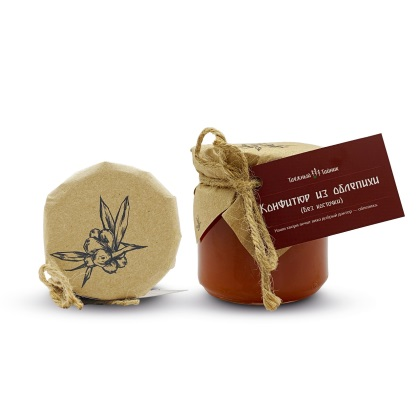 Таёжный Тайник
Конфитюр из облепихи
(Без косточки)